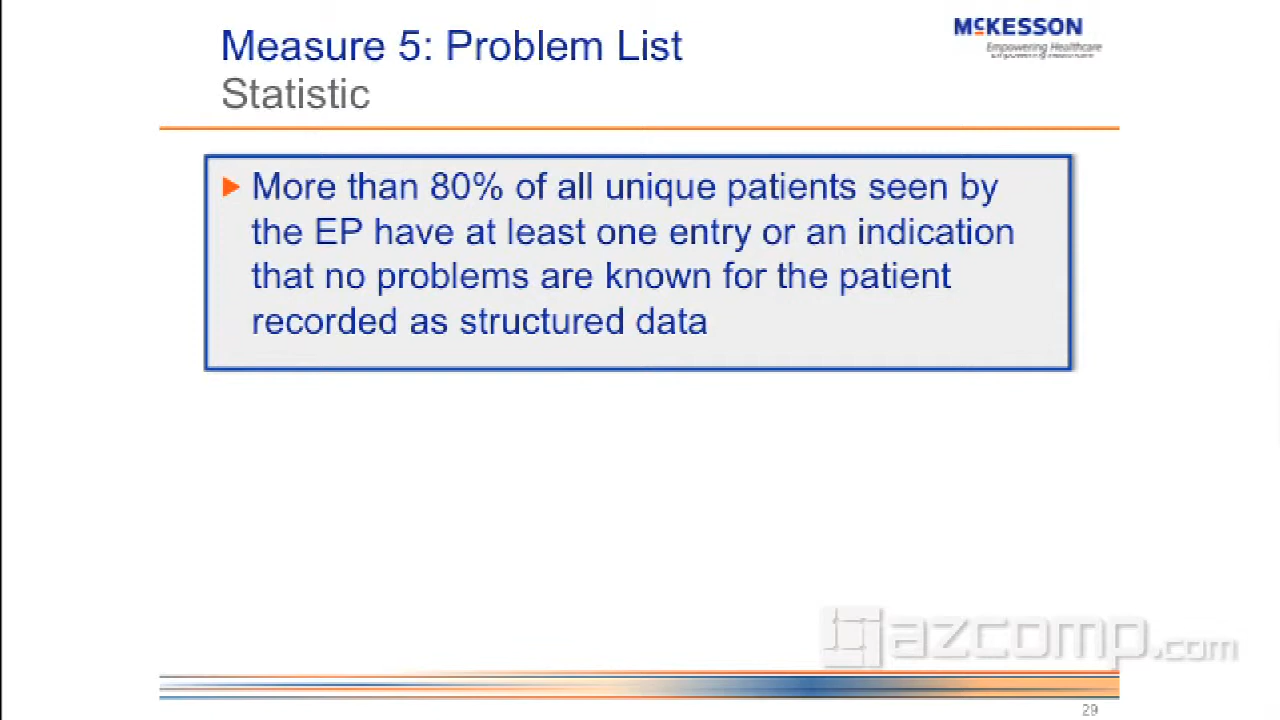 Measure 5: Problem List
Statistic
MCKESSON
Empowering Healthcare
More than 80% of all unique patients seen by
the EP have at least one entry or an indication
that no problems are known for the patient
recorded as structured data
azcomp.com
29